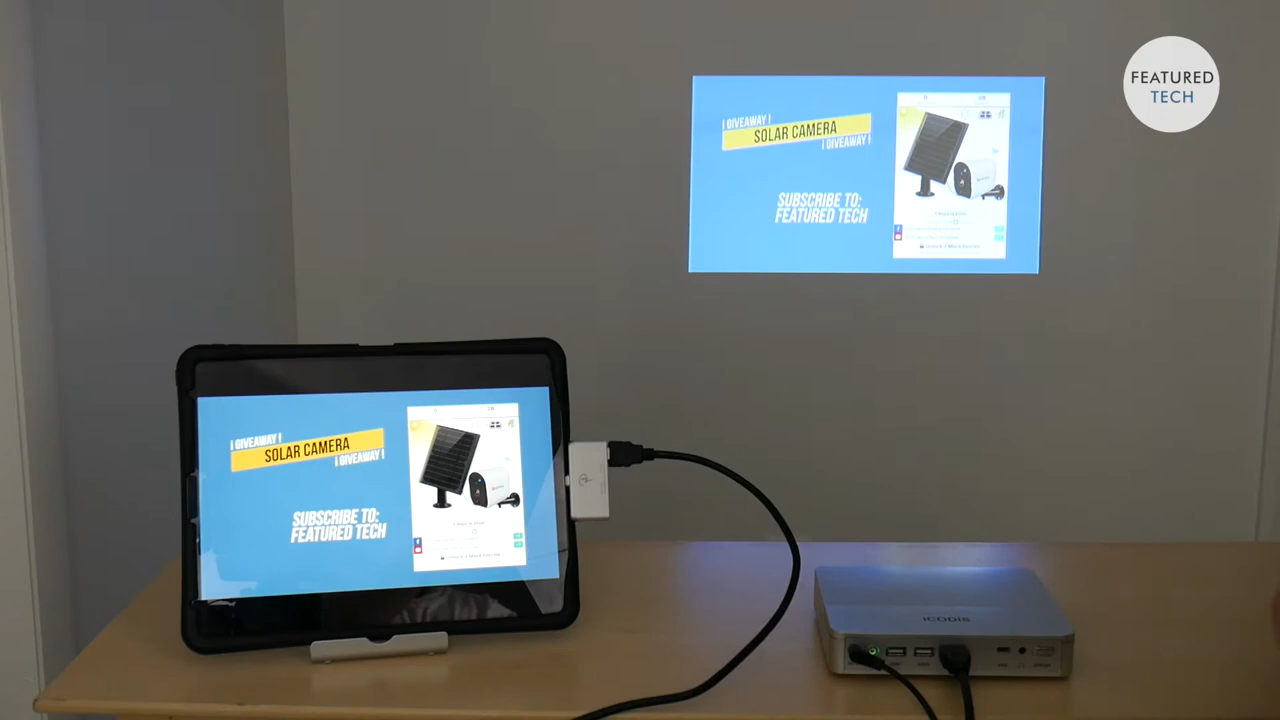 FEATURED
TECH
¡ GIVEAWAY !
SOLAR CAMERA
¡ GIVEAWAY !
SUBSCRIBE TO:
FEATURED TECH
¡ GIVEAWAY !
SOLAR CAMERA
¡ GIVEAWAY !
SUBSCRIBE TO:
FEATURED TECH
iCODIS